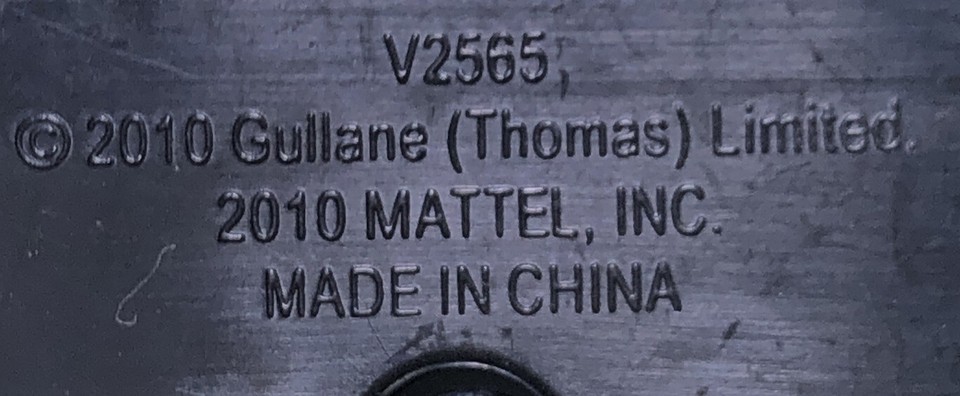 V2565,
© 2010 Gullane (Thomas) Limited.
2010 MATTEL, INC.
MADE IN CHINA